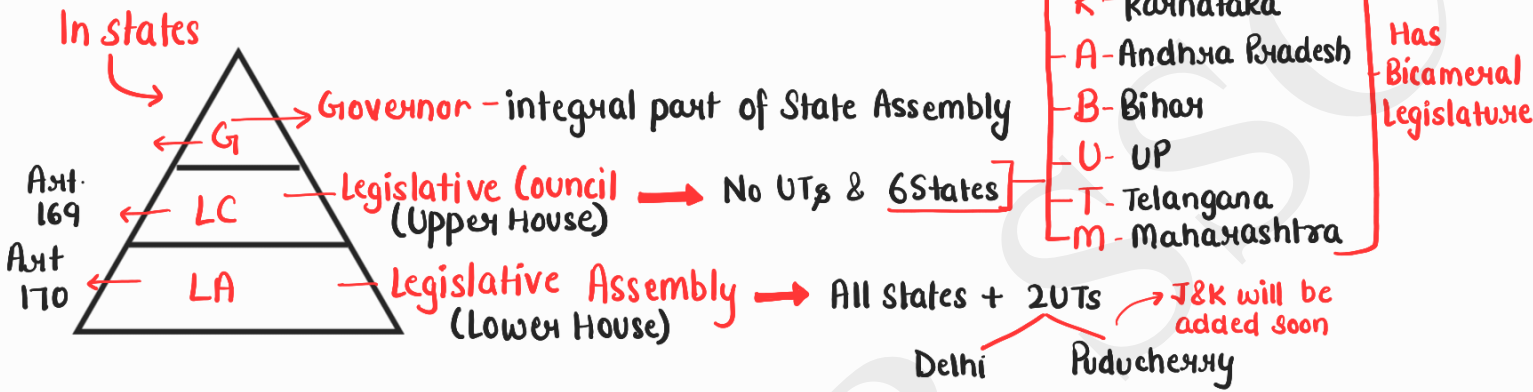 In states
G
Governor - integral part of State Assembly
Art. 169
LC
Legislative Council
(Upper House)
No UTs & 6 States
K - Karnataka
A - Andhra Pradesh
B - Bihar
U - UP
T - Telangana
M - Maharashtra
Has
Bicameral
Legislature
Art
170
LA
Legislative Assembly
(Lower House)
All States + 2UTs
J&K will be
added soon
Delhi
Puducherry